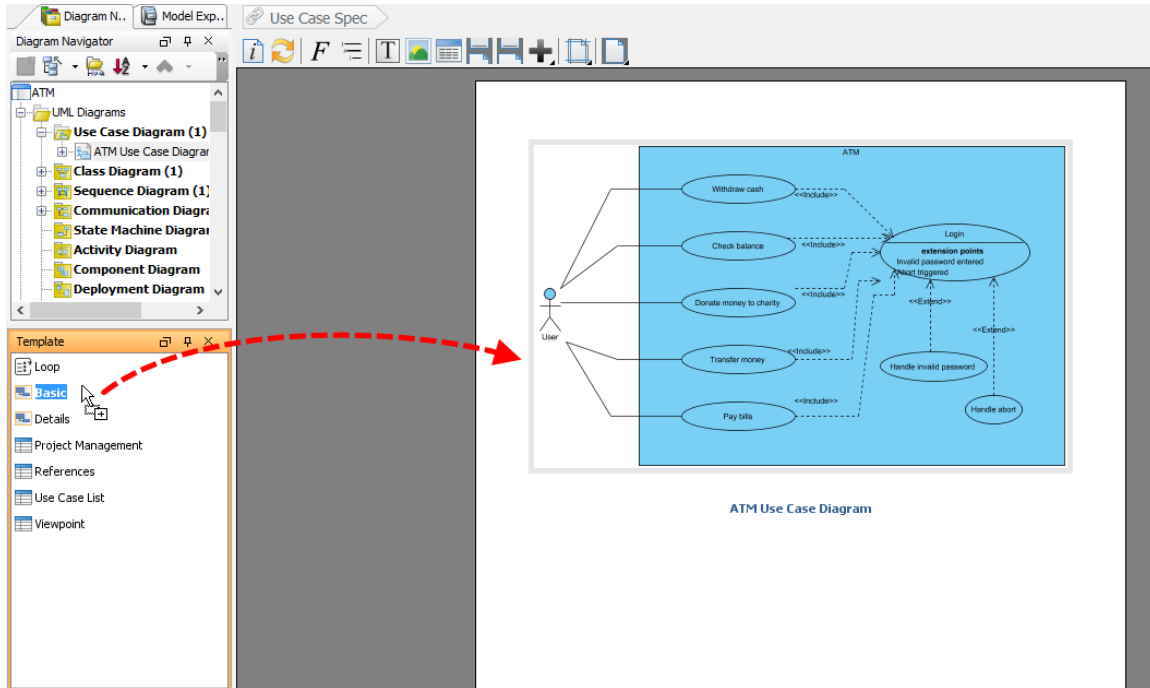 Diagram N..
Model Exp..
Use Case Spec
Diagram Navigator
i
F
T
ATM
UML Diagrams
Use Case Diagram (1)
ATM Use Case Diagrar
Class Diagram (1)
Sequence Diagram (1)
Communication Diagra
State Machine Diagrar
Activity Diagram
Component Diagram
Deployment Diagram
Template
Loop
Basic
Details
Project Management
References
Use Case List
Viewpoint
ATM
Withdraw cash
<<Include>>
Login
extension points
Invalid password entered
Abort triggered
Check balance
<<Include>>
Donate money to charity
<<Include>>
<<Extend>>
User
<<Extend>>
Transfer money
<<Include>>
Handle invalid password
Pay bills
<<Include>>
Handle abort
ATM Use Case Diagram